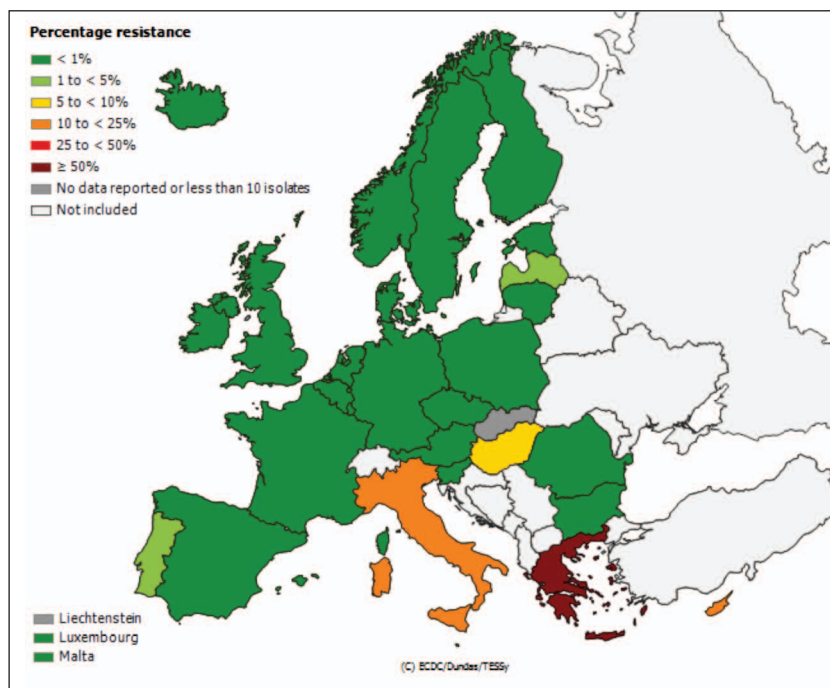 Percentage resistance
< 1%
1 to < 5%
5 to < 10%
10 to < 25%
25 to < 50%
≥ 50%
No data reported or less than 10 isolates
Not included
Liechtenstein
Luxembourg
Malta
(C) ECDC/Dundas/TESSy